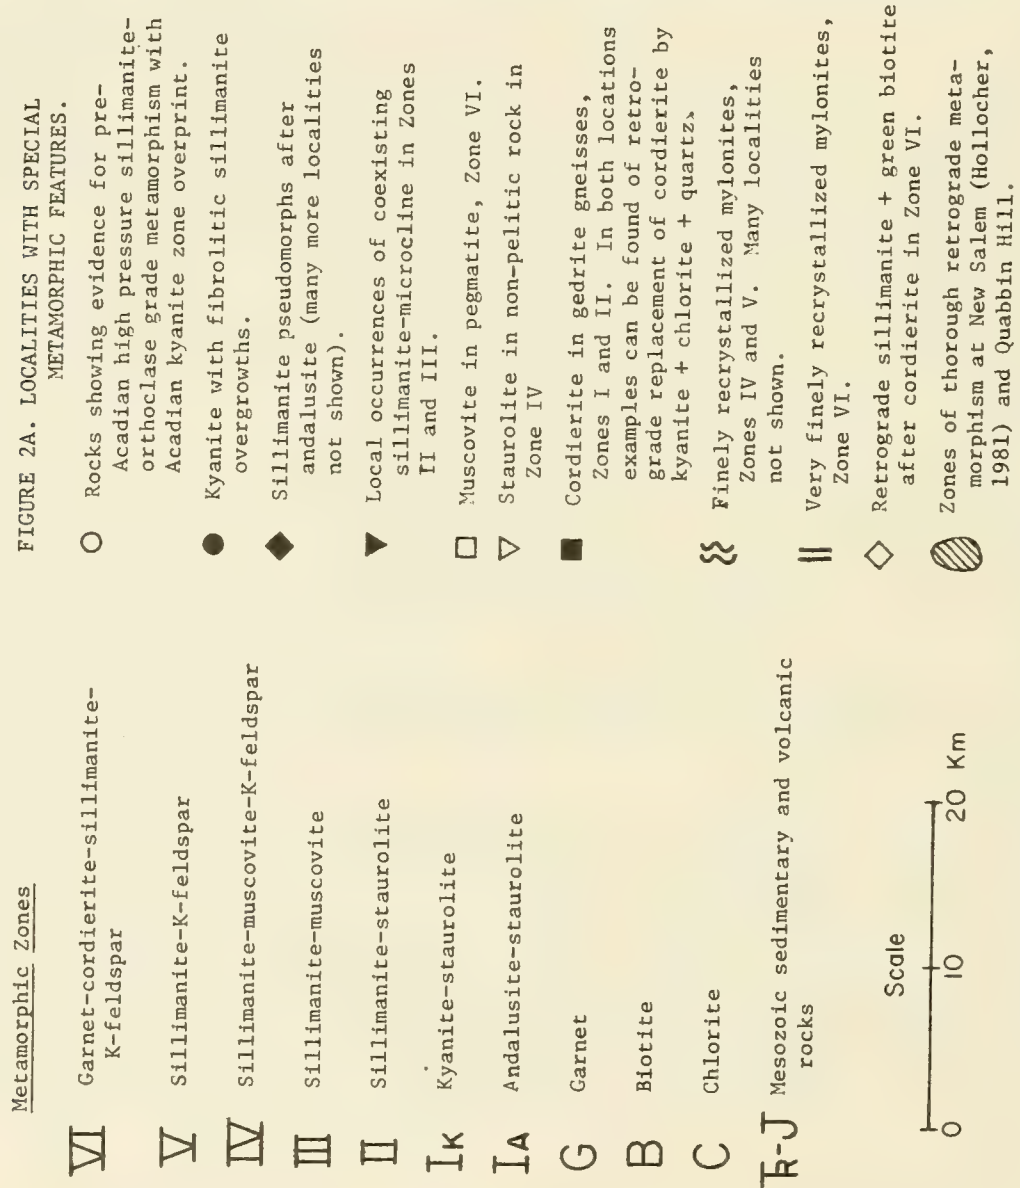 Metamorphic Zones
VI Garnet-cordierite-sillimanite-
K-feldspar
V Sillimanite-K-feldspar
IV Sillimanite-muscovite-K-feldspar
III Sillimanite-muscovite
II Sillimanite-staurolite
IK Kyanite-staurolite
IA Andalusite-staurolite
G Garnet
B Biotite
C Chlorite
TR-J Mesozoic sedimentary and volcanic
rocks
Scale
0 10 20 Km
FIGURE 2A. LOCALITIES WITH SPECIAL
METAMORPHIC FEATURES.
Rocks showing evidence for pre-
Acadian high pressure sillimanite-
orthoclase grade metamorphism with
Acadian kyanite zone overprint.
Kyanite with fibrolitic sillimanite
overgrowths.
Sillimanite pseudomorphs after
andalusite (many more localities
not shown).
Local occurrences of coexisting
sillimanite-microcline in Zones
II and III.
Muscovite in pegmatite, Zone VI.
Staurolite in non-pelitic rock in
Zone IV
Cordierite in gedrite gneisses,
Zones I and II. In both locations
examples can be found of retro-
grade replacement of cordierite by
kyanite + chlorite + quartz.
Finely recrystallized mylonites,
Zones IV and V. Many localities
not shown.
Very finely recrystallized mylonites,
Zone VI.
Retrograde sillimanite + green biotite
after cordierite in Zone VI.
Zones of thorough retrograde meta-
morphism at New Salem (Hollocher,
1981) and Quabbin Hill.